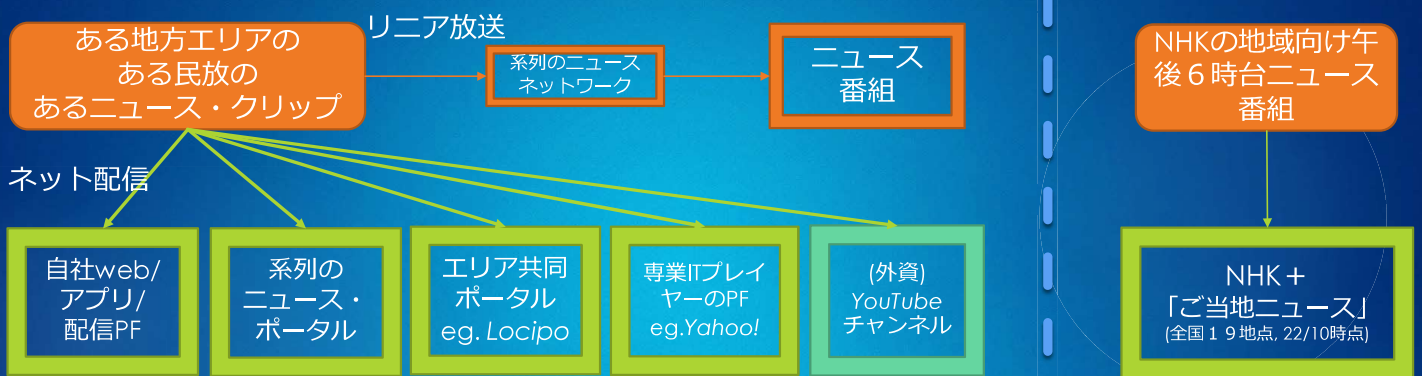 リニア放送
ある地方エリアの
ある民放の
あるニュース・クリップ
系列のニュース
ネットワーク
ニュース
番組
NHKの地域向け午
後６時台ニュース
番組
ネット配信
自社web/
アプリ/
配信PF
系列の
ニュース・
ポータル
エリア共同
ポータル
eg. Locipo
専業ITプレイ
ヤーのPF
eg.Yahoo!
(外資)
YouTube
チャンネル
NHK＋
「ご当地ニュース」
(全国１９地点, 22/10時点)